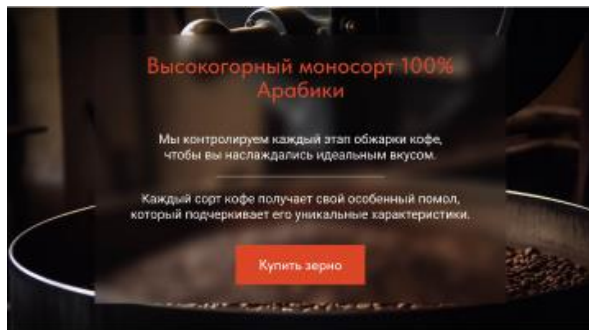 Высокогорный моносорт 100%
Арабики
Мы контролируем каждый этап обжарки кофе,
чтобы вы наслаждались идеальным вкусом.
Каждый сорт кофе получает свой особенный помол,
который подчеркивает его уникальные характеристики.
Купить зерно